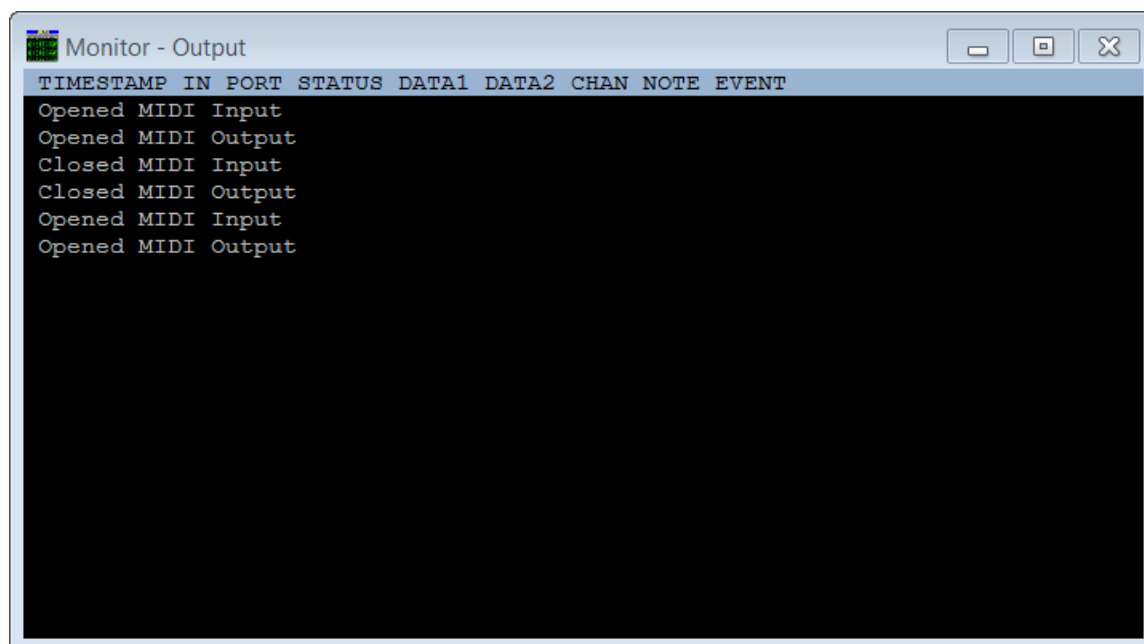 Monitor - Output
TIMESTAMP IN PORT STATUS DATA1 DATA2 CHAN NOTE EVENT
Opened MIDI Input
Opened MIDI Output
Closed MIDI Input
Closed MIDI Output
Opened MIDI Input
Opened MIDI Output